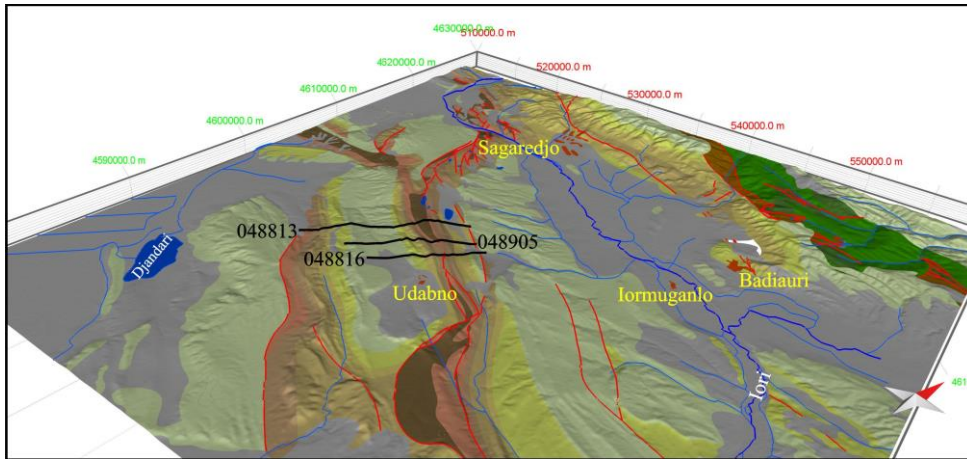 4630000.0 m
510000.0 m
4620000.0 m
520000.0 m
4610000.0 m
530000.0 m
4600000.0 m
540000.0 m
4590000.0 m
550000.0 m
Sagaredjo
048813
048905
048816
Djandari
Udabno
Iormuganlo
Badiauri
Iori
461